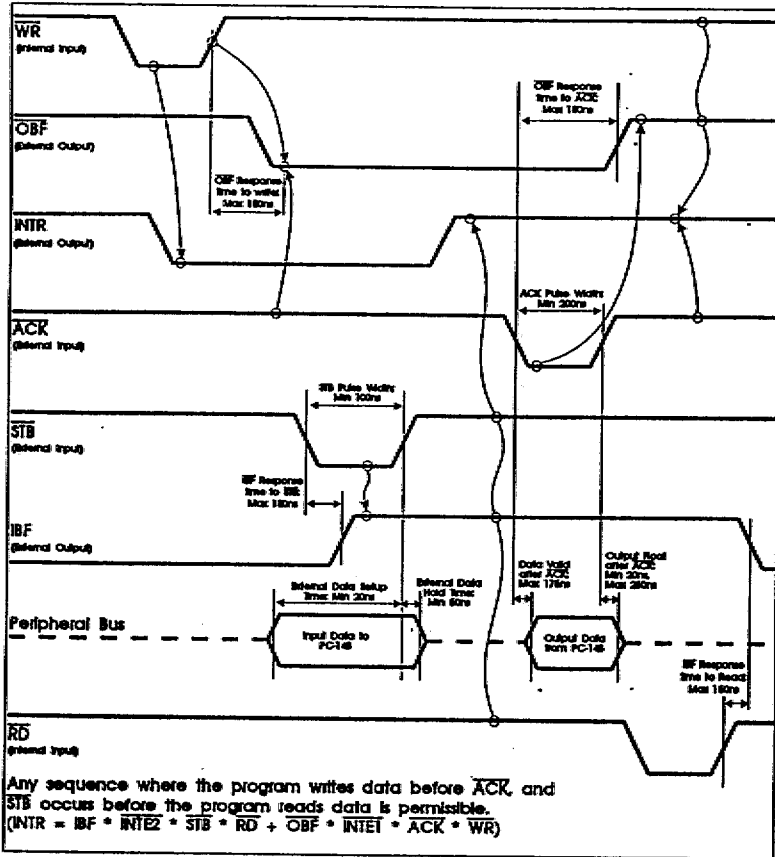 WR
(Internal Input)
OBF Response
time to ACK:
Max 150ns
OBF
(External Output)
OBF Response
time to write:
Max 150ns
INTR
(External Output)
ACK Pulse Width:
Min 200ns
ACK
(External Input)
STB Pulse Width:
Min 100ns
STB
(External Input)
IBF Response
time to STB:
Max 150ns
IBF
(External Output)
External Data Setup
Time: Min 20ns
External Data
Hold Time:
Min 50ns
Data Valid
after ACK:
Max 175ns
Output Float
after ACK:
Min 20ns,
Max 250ns
Peripheral Bus
Input Data to
PC-14B
Output Data
from PC-14B
IBF Response
time to Read:
Max 150ns
RD
(Internal Input)
Any sequence where the program writes data before ACK, and
STB occurs before the program reads data is permissible.
(INTR = IBF * INTE2 * STB * RD + OBF * INTE1 * ACK * WR)